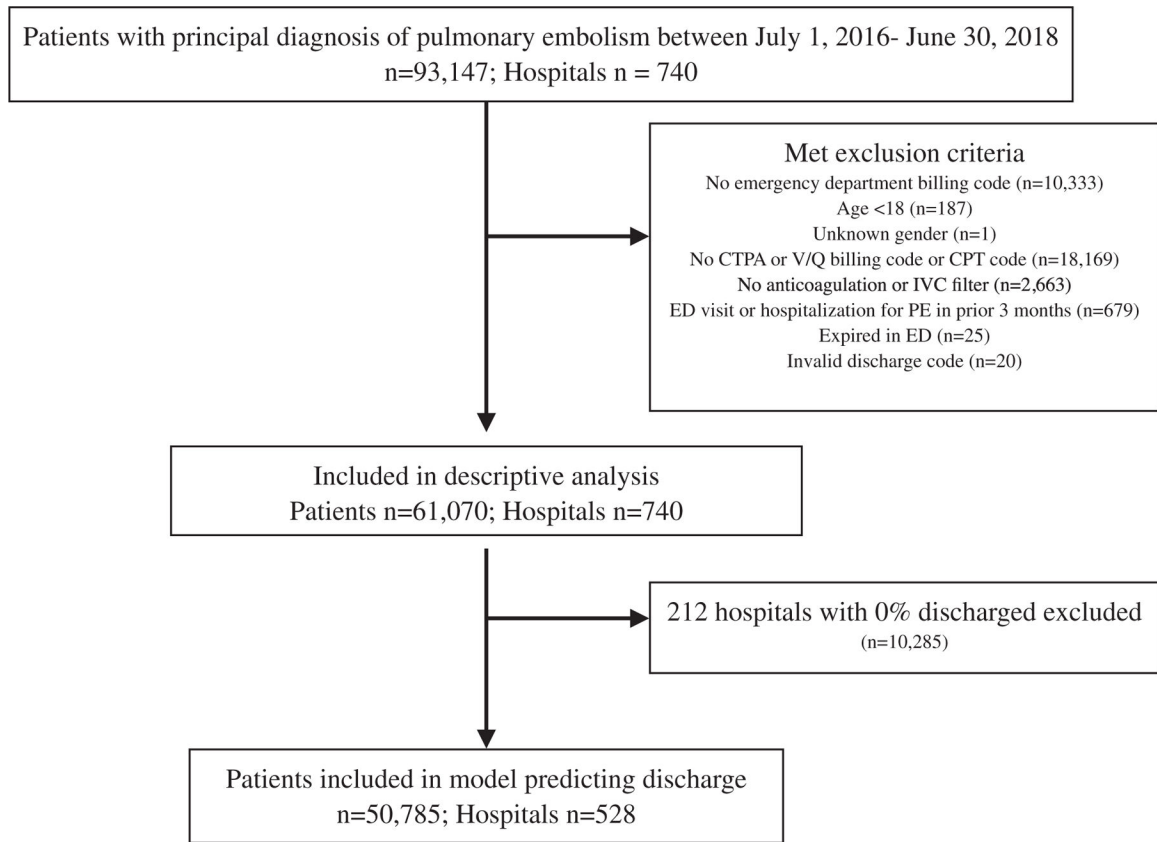 Patients with principal diagnosis of pulmonary embolism between July 1, 2016- June 30, 2018
n=93,147; Hospitals n = 740
Met exclusion criteria
No emergency department billing code (n=10,333)
Age <18 (n=187)
Unknown gender (n=1)
No CTPA or V/Q billing code or CPT code (n=18,169)
No anticoagulation or IVC filter (n=2,663)
ED visit or hospitalization for PE in prior 3 months (n=679)
Expired in ED (n=25)
Invalid discharge code (n=20)
Included in descriptive analysis
Patients n=61,070; Hospitals n=740
212 hospitals with 0% discharged excluded
(n=10,285)
Patients included in model predicting discharge
n=50,785; Hospitals n=528